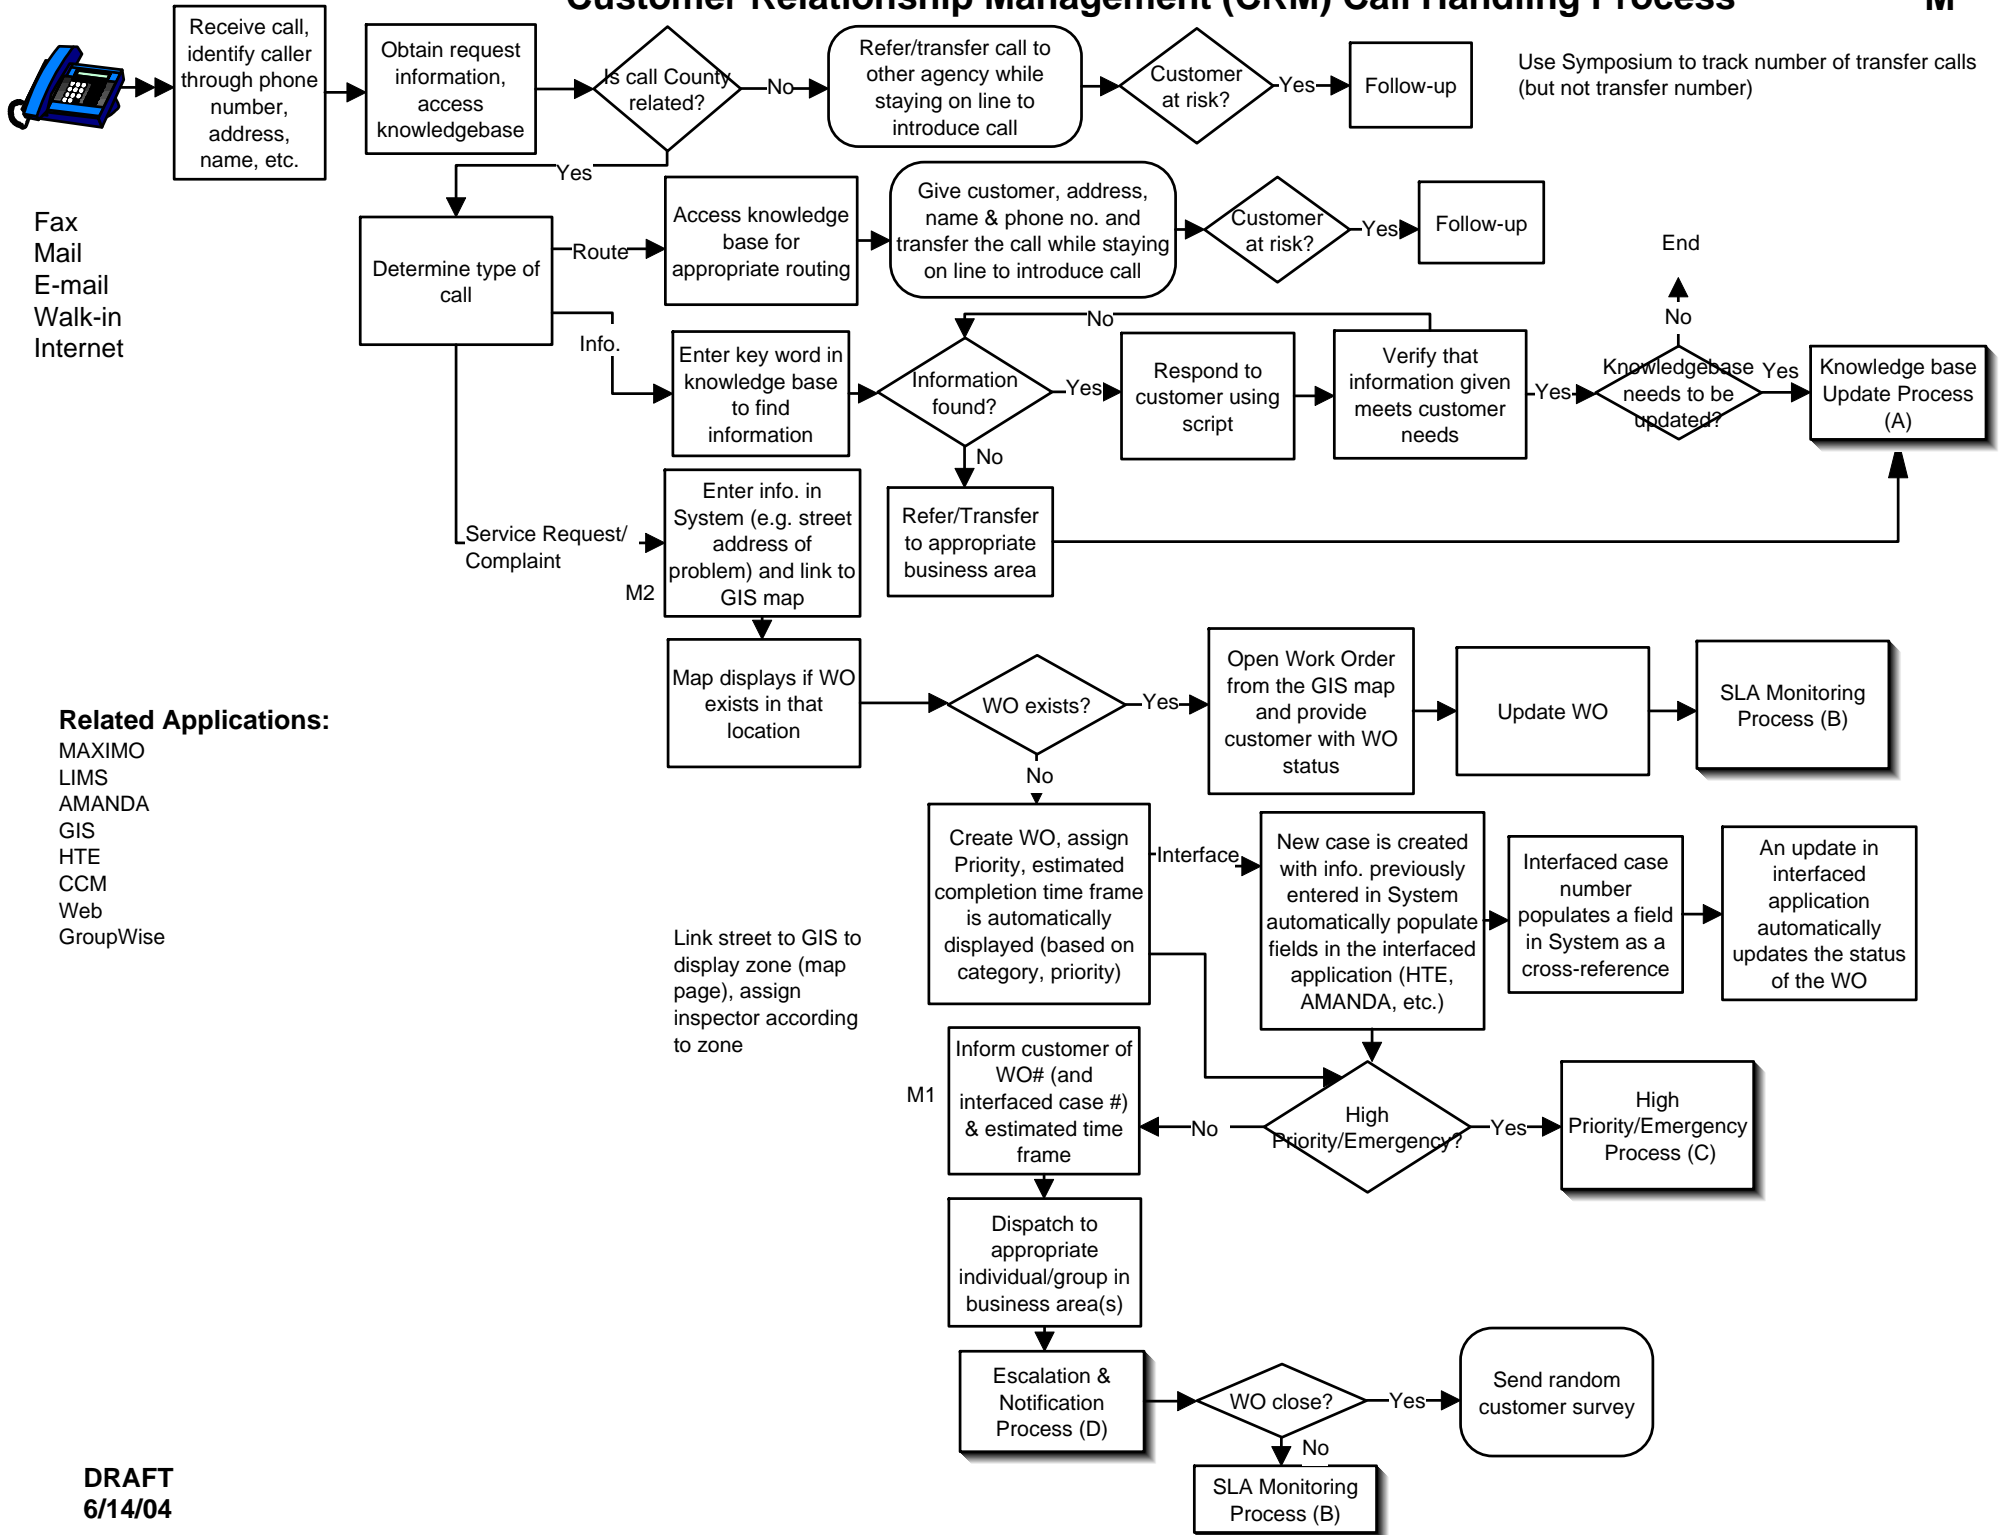 Customer Relationship Management (CRM) Call Handling Process
M
Receive call,
identify caller
through phone
number,
address,
name, etc.
Obtain request
information,
access
knowledgebase
Is call County
related?
No
Refer/transfer call to
other agency while
staying on line to
introduce call
Customer
at risk?
Yes
Follow-up
Use Symposium to track number of transfer calls
(but not transfer number)
Yes
Fax
Mail
E-mail
Walk-in
Internet
Determine type of
call
Route
Access knowledge
base for
appropriate routing
Give customer, address,
name & phone no. and
transfer the call while staying
on line to introduce call
Customer
at risk?
Yes
Follow-up
End
No
Info.
Enter key word in
knowledge base
to find
information
Information
found?
No
Yes
Respond to
customer using
script
Verify that
information given
meets customer
needs
Yes
Knowledgebase
needs to be
updated?
Yes
Knowledge base
Update Process
(A)
No
Refer/Transfer
to appropriate
business area
Service Request/
Complaint
M2
Enter info. in
System (e.g. street
address of
problem) and link to
GIS map
Map displays if WO
exists in that
location
WO exists?
Yes
Open Work Order
from the GIS map
and provide
customer with WO
status
Update WO
SLA Monitoring
Process (B)
Related Applications:
MAXIMO
LIMS
AMANDA
GIS
HTE
CCM
Web
GroupWise
No
Create WO, assign
Priority, estimated
completion time frame
is automatically
displayed (based on
category, priority)
Interface
New case is created
with info. previously
entered in System
automatically populate
fields in the interfaced
application (HTE,
AMANDA, etc.)
Interfaced case
number
populates a field
in System as a
cross-reference
An update in
interfaced
application
automatically
updates the status
of the WO
Link street to GIS to
display zone (map
page), assign
inspector according
to zone
M1
Inform customer of
WO# (and
interfaced case #)
& estimated time
frame
No
High
Priority/Emergency?
Yes
High
Priority/Emergency
Process (C)
Dispatch to
appropriate
individual/group in
business area(s)
Escalation &
Notification
Process (D)
WO close?
Yes
Send random
customer survey
No
SLA Monitoring
Process (B)
DRAFT
6/14/04